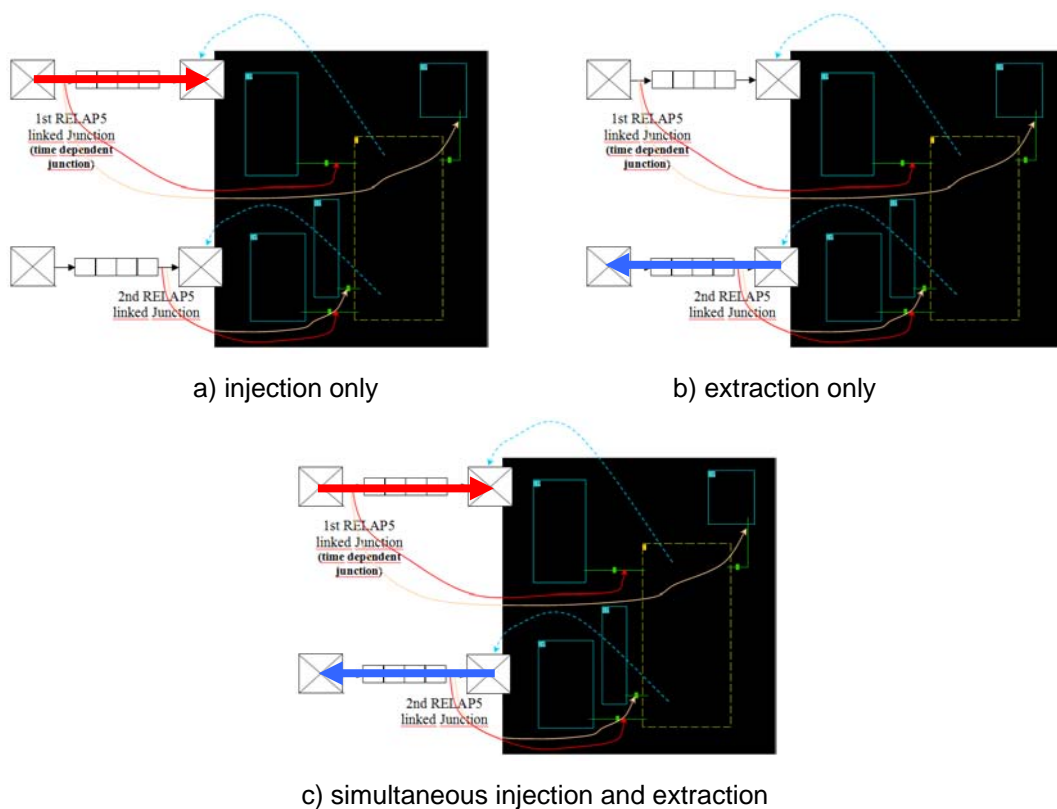 1st RELAP5
linked Junction
(time dependent
junction)
2nd RELAP5
linked Junction
a) injection only
1st RELAP5
linked Junction
(time dependent
junction)
2nd RELAP5
linked Junction
b) extraction only
1st RELAP5
linked Junction
(time dependent
junction)
2nd RELAP5
linked Junction
c) simultaneous injection and extraction